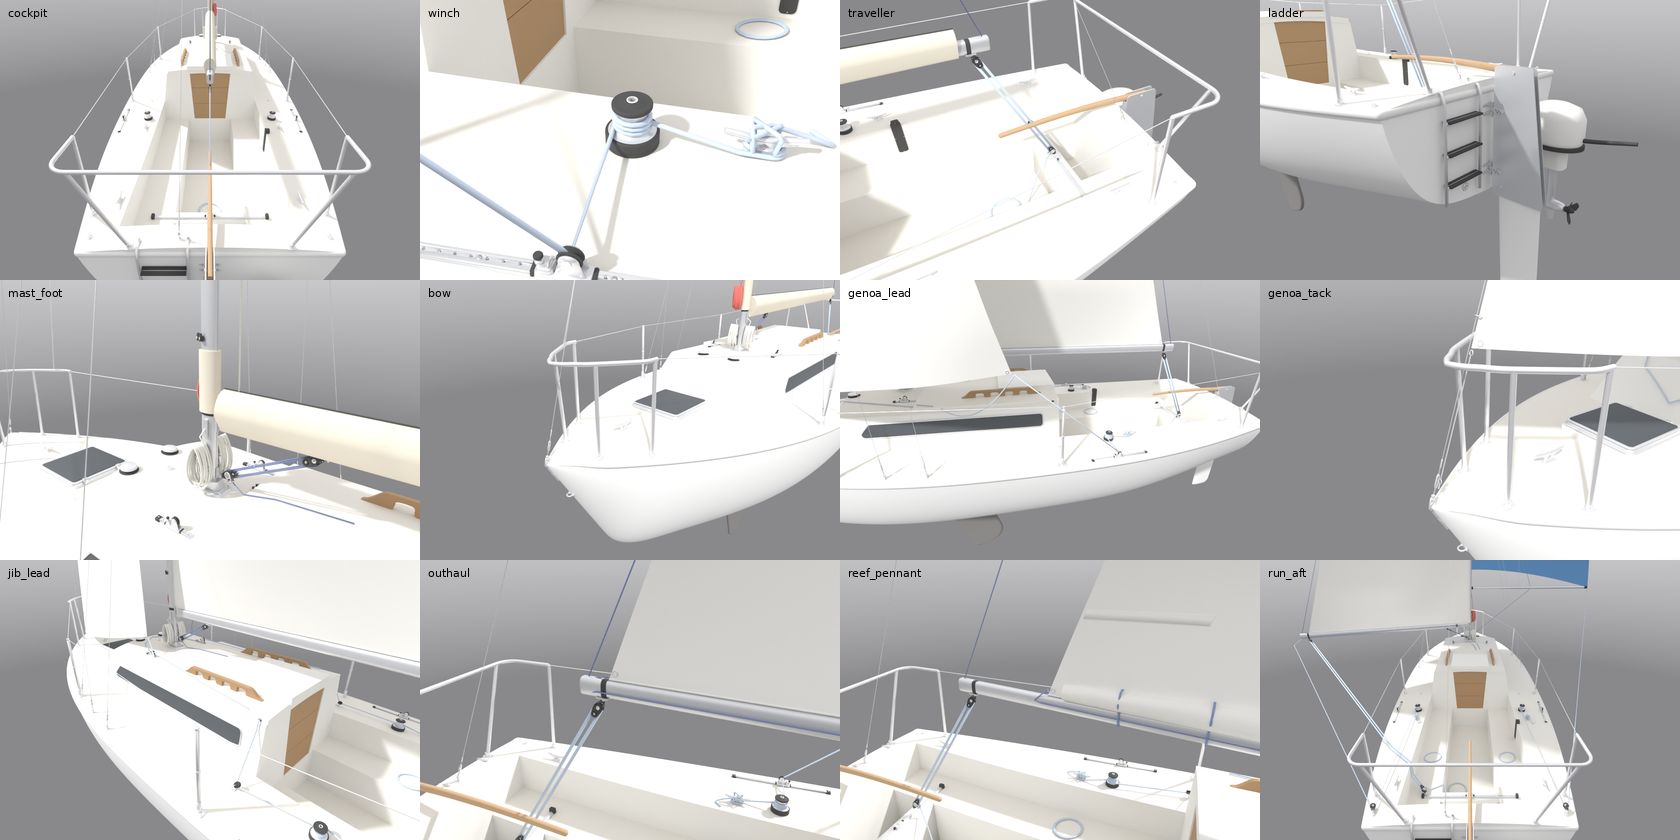 cockpit
winch
traveller
ladder
mast_foot
bow
genoa_lead
genoa_tack
jib_lead
outhaul
reef_pennant
run_aft